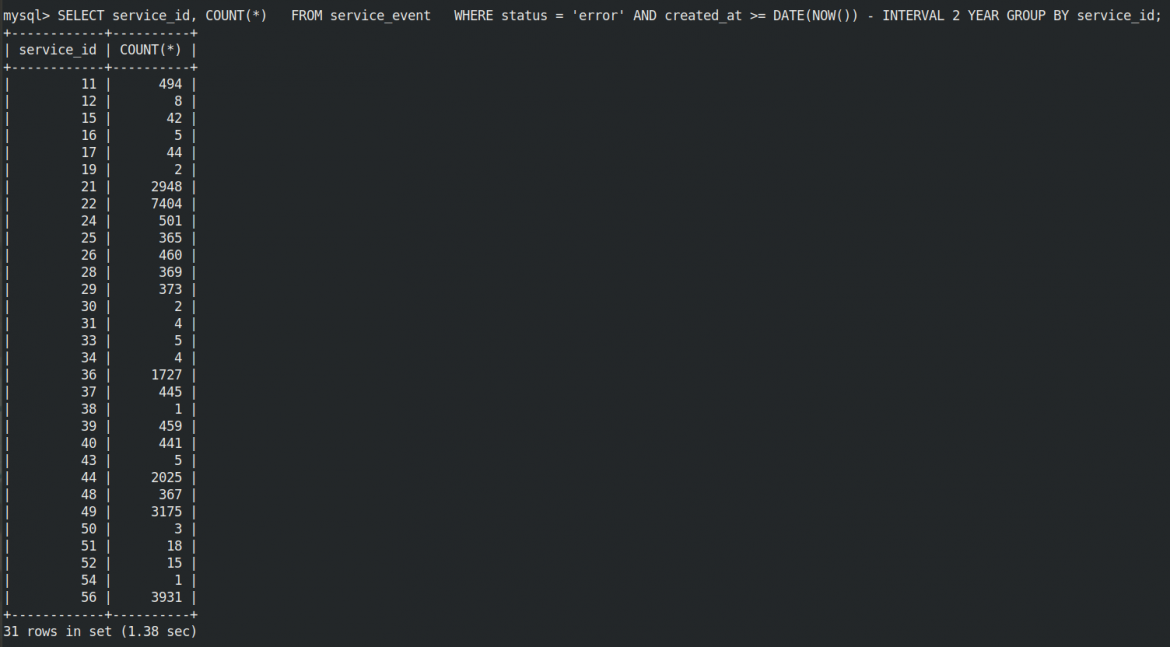 mysql> SELECT service_id, COUNT(*)   FROM service_event   WHERE status = 'error' AND created_at >= DATE(NOW()) - INTERVAL 2 YEAR GROUP BY service_id;
+------------+----------+
| service_id | COUNT(*) |
+------------+----------+
|         11 |      494 |
|         12 |        8 |
|         15 |       42 |
|         16 |        5 |
|         17 |       44 |
|         19 |        2 |
|         21 |     2948 |
|         22 |     7404 |
|         24 |      501 |
|         25 |      365 |
|         26 |      460 |
|         28 |      369 |
|         29 |      373 |
|         30 |        2 |
|         31 |        4 |
|         33 |        5 |
|         34 |        4 |
|         36 |     1727 |
|         37 |      445 |
|         38 |        1 |
|         39 |      459 |
|         40 |      441 |
|         43 |        5 |
|         44 |     2025 |
|         48 |      367 |
|         49 |     3175 |
|         50 |        3 |
|         51 |       18 |
|         52 |       15 |
|         54 |        1 |
|         56 |     3931 |
+------------+----------+
31 rows in set (1.38 sec)